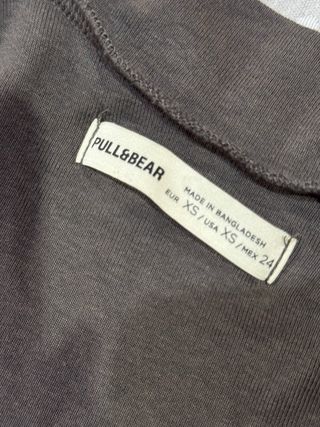 PULL&BEAR
MADE IN BANGLADESH
EUR XS / USA XS / MEX 24